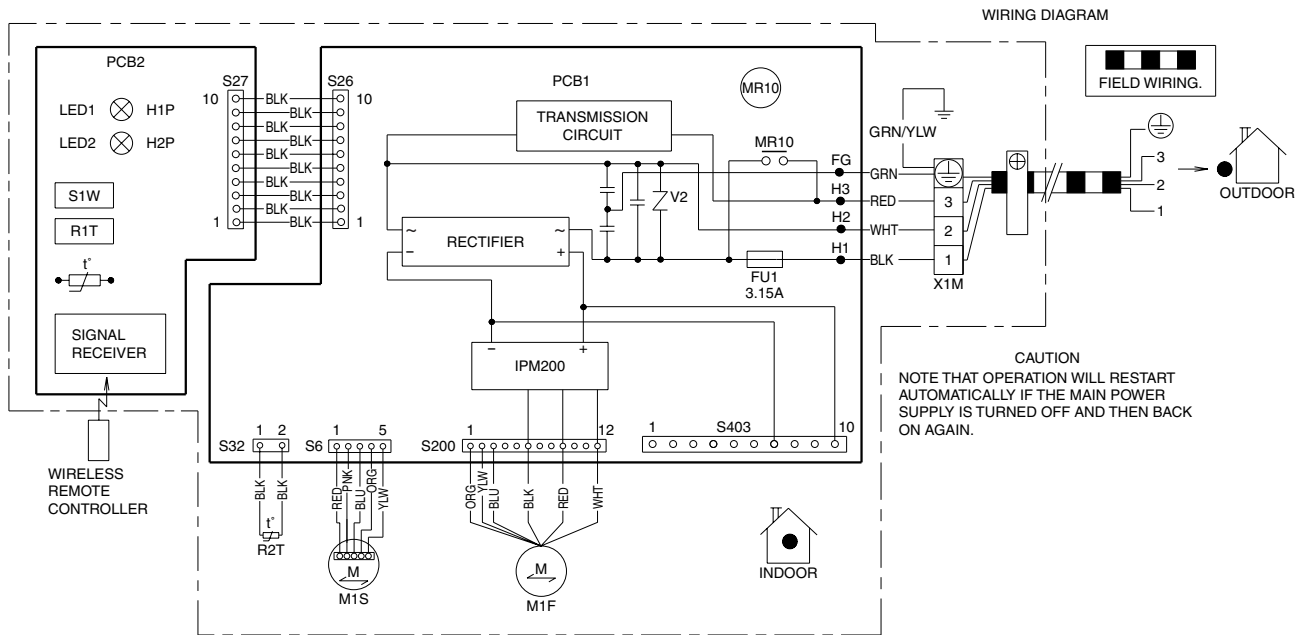 WIRING DIAGRAM
PCB2
S27
S26
PCB1
MR10
FIELD WIRING.
10
BLK
10
BLK
BLK
BLK
BLK
BLK
BLK
BLK
BLK
1
BLK
1
LED1
H1P
LED2
H2P
S1W
R1T
t°
SIGNAL
RECEIVER
TRANSMISSION
CIRCUIT
MR10
GRN/YLW
FG
GRN
H3
RED
H2
WHT
H1
BLK
V2
~
RECTIFIER
~
−
+
FU1
3.15A
3
2
1
X1M
3
2
1
OUTDOOR
−
+
IPM200
CAUTION
NOTE THAT OPERATION WILL RESTART
AUTOMATICALLY IF THE MAIN POWER
SUPPLY IS TURNED OFF AND THEN BACK
ON AGAIN.
S32
1
2
S6
1
5
S200
1
12
1
S403
10
WIRELESS
REMOTE
CONTROLLER
BLK
BLK
t°
R2T
RED
PNK
BLU
ORG
YLW
M
M1S
ORG
YLW
BLU
BLK
RED
WHT
M
M1F
INDOOR